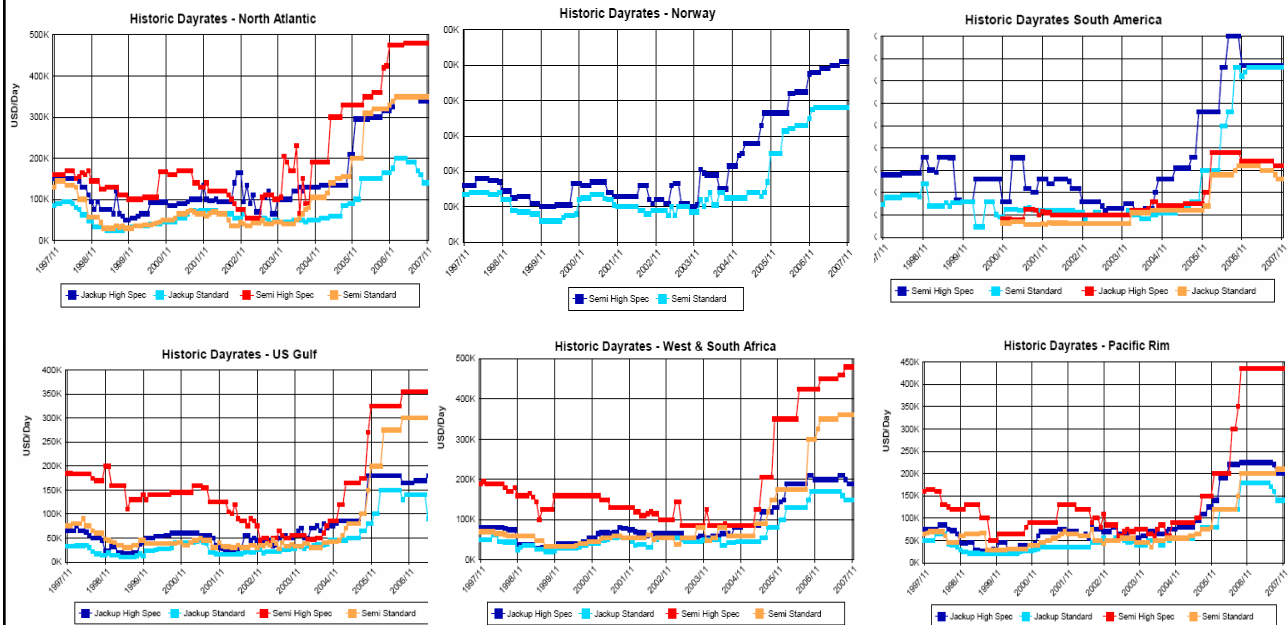 Historic Dayrates - North Atlantic
USD/Day
500K
400K
300K
200K
100K
0K
1997/11
1998/11
1999/11
2000/11
2001/11
2002/11
2003/11
2004/11
2005/11
2006/11
2007/11
Jackup High Spec Jackup Standard Semi High Spec Semi Standard
Historic Dayrates - Norway
00K
00K
00K
00K
00K
00K
0K
1997/11
1998/11
1999/11
2000/11
2001/11
2002/11
2003/11
2004/11
2005/11
2006/11
2007/11
Semi High Spec Semi Standard
Historic Dayrates South America
K
K
K
K
K
K
K
K
K
1998/11
1999/11
2000/11
2001/11
2002/11
2003/11
2004/11
2005/11
2006/11
2007/11
Semi High Spec Semi Standard Jackup High Spec Jackup Standard
Historic Dayrates - US Gulf
USD/Day
400K
350K
300K
250K
200K
150K
100K
50K
0K
1997/11
1998/11
1999/11
2000/11
2001/11
2002/11
2003/11
2004/11
2005/11
2006/11
Jackup High Spec Jackup Standard Semi High Spec Semi Standard
Historic Dayrates - West & South Africa
USD/Day
500K
400K
300K
200K
100K
0K
1997/11
1998/11
1999/11
2000/11
2001/11
2002/11
2003/11
2004/11
2005/11
2006/11
2007/11
Jackup High Spec Jackup Standard Semi High Spec Semi Standard
Historic Dayrates - Pacific Rim
USD/Day
450K
400K
350K
300K
250K
200K
150K
100K
50K
0K
1997/11
1998/11
1999/11
2000/11
2001/11
2002/11
2003/11
2004/11
2005/11
2006/11
2007/11
Jackup High Spec Jackup Standard Semi High Spec Semi Standard